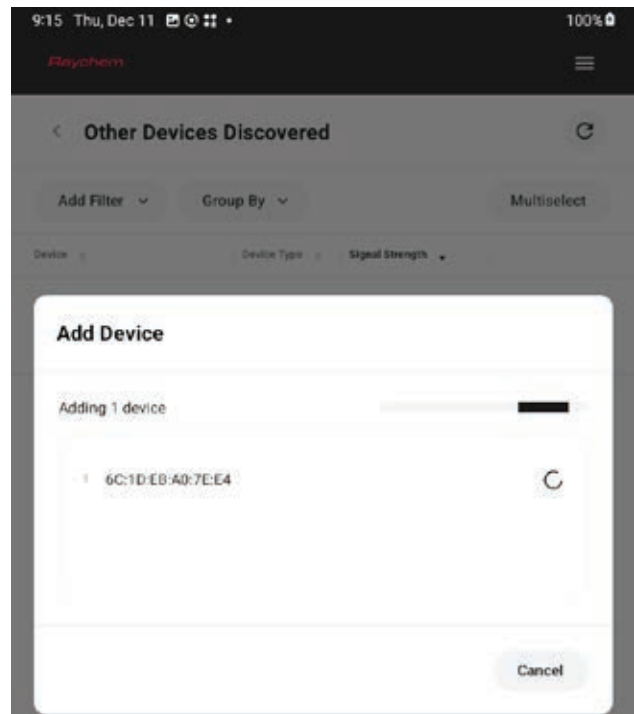 9:15 Thu, Dec 11 100%
Raychem
Other Devices Discovered
Add Filter Group By Multiselect
Device Device Type Signal Strength
Add Device
Adding 1 device
1 6C:1D:EB:A0:7E:E4
Cancel